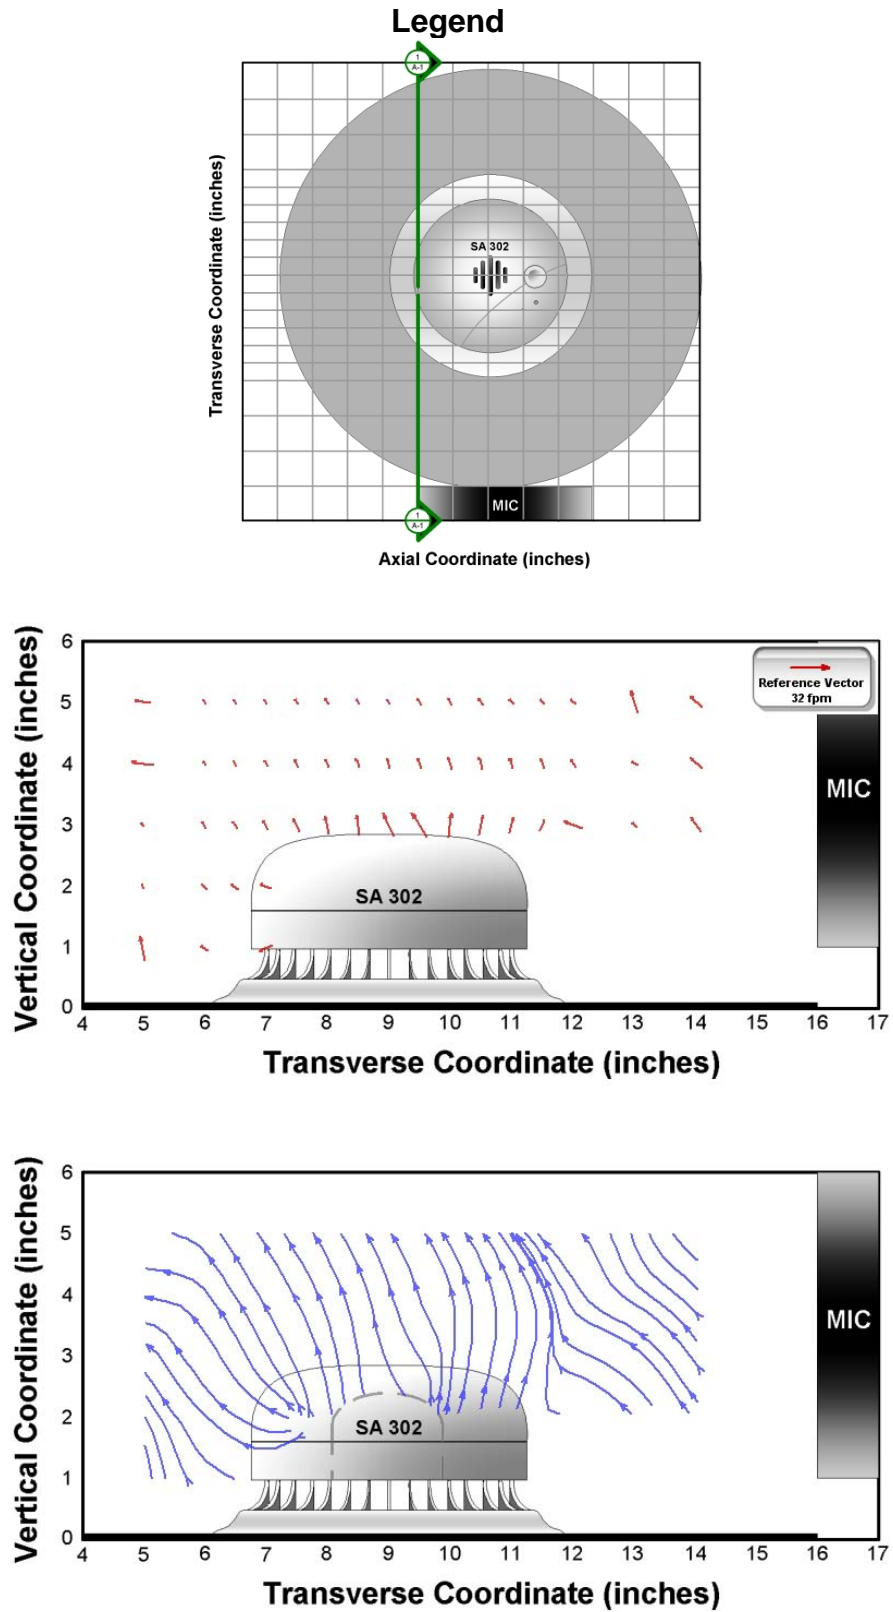 Legend
1
A-1
Transverse Coordinate (inches)
SA 302
MIC
1
A-1
Axial Coordinate (inches)
Vertical Coordinate (inches)
6
5
4
3
2
1
0
Reference Vector
32 fpm
MIC
SA 302
4 5 6 7 8 9 10 11 12 13 14 15 16 17
Transverse Coordinate (inches)
Vertical Coordinate (inches)
6
5
4
3
2
1
0
MIC
SA 302
4 5 6 7 8 9 10 11 12 13 14 15 16 17
Transverse Coordinate (inches)